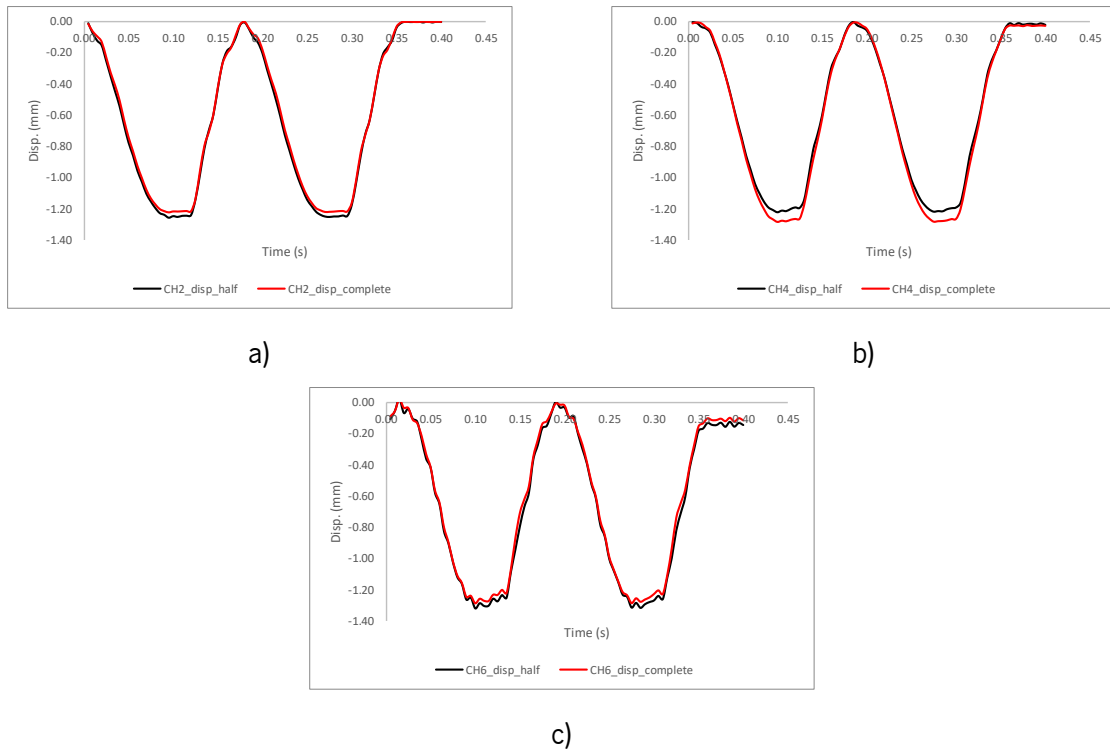 0.00
-0.20
-0.40
-0.60
-0.80
-1.00
-1.20
-1.40
0.00 0.05 0.10 0.15 0.20 0.25 0.30 0.35 0.40 0.45
Disp. (mm)
Time (s)
CH2_disp_half CH2_disp_complete
a)
0.00
-0.20
-0.40
-0.60
-0.80
-1.00
-1.20
-1.40
0.00 0.05 0.10 0.15 0.20 0.25 0.30 0.35 0.40 0.45
Disp. (mm)
Time (s)
CH4_disp_half CH4_disp_complete
b)
0.00
-0.20
-0.40
-0.60
-0.80
-1.00
-1.20
-1.40
0.00 0.05 0.10 0.15 0.20 0.25 0.30 0.35 0.40 0.45
Disp. (mm)
Time (s)
CH6_disp_half CH6_disp_complete
c)